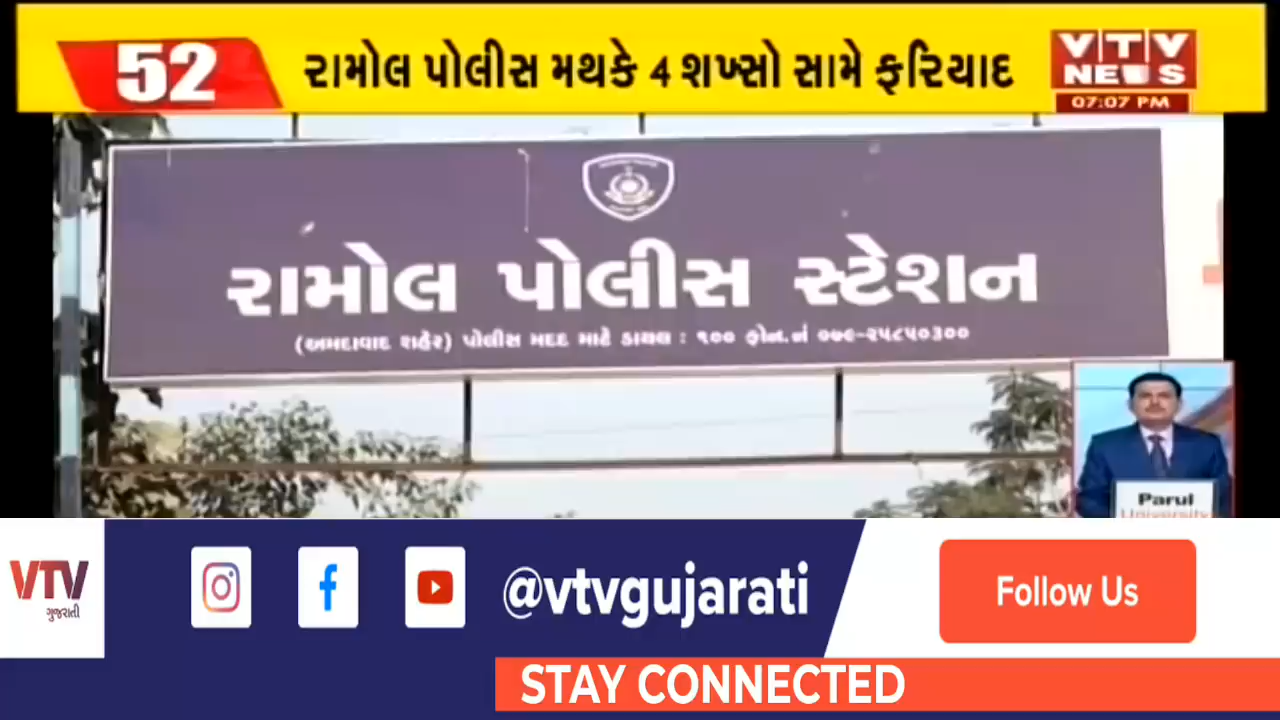 52
રામોલ પોલીસ મથકે 4 શખ્સો સામે ફરિયાદ
VTV
NEWS
07:07 PM
રામોલ પોલીસ સ્ટેશન
(અમદાવાદ શહેર) પોલીસ મદદ માટે ડાયલ : ૧૦૦ ફોન.નં ૦૭૯-૨૫૮૫૦૩૦૦
Parul
University
VTV
ગુજરાતી
@vtvgujarati
Follow Us
STAY CONNECTED